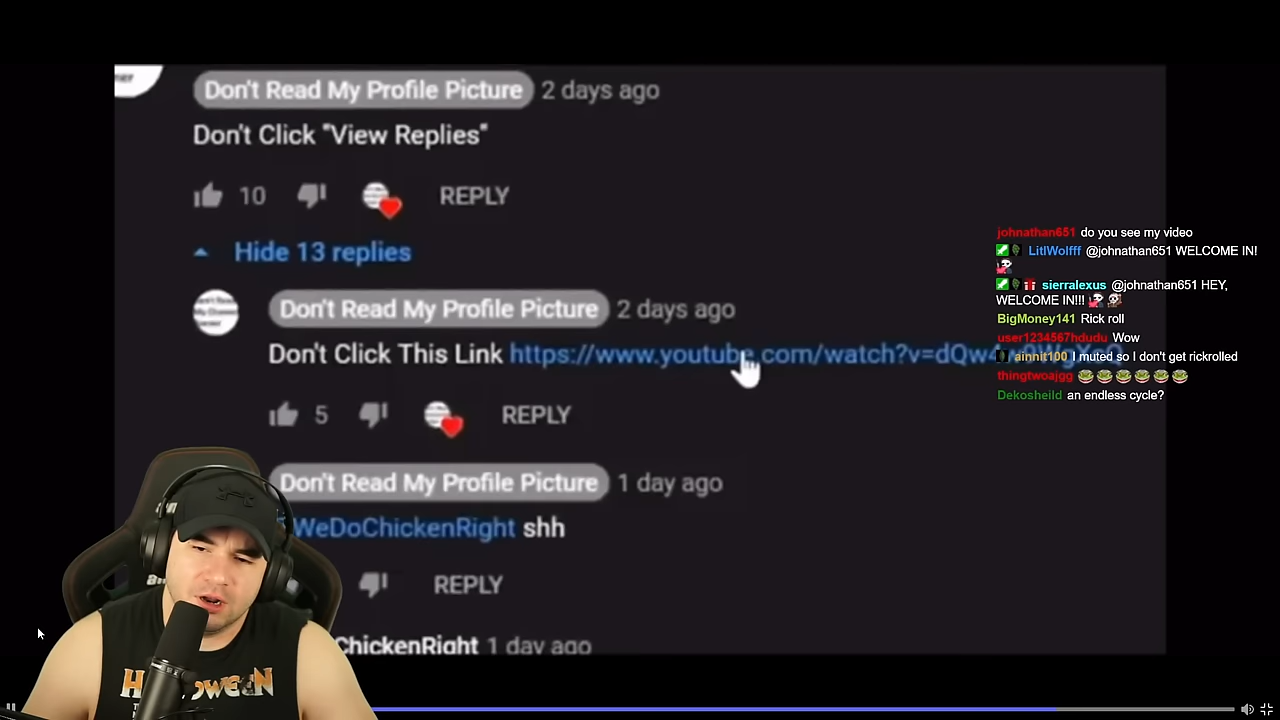 Don't Read My Profile Picture 2 days ago
Don't Click "View Replies"
10 REPLY
Hide 13 replies
Don't Read My Profile Picture 2 days ago
Don't Click This Link https://www.youtube.com/watch?v=dQw4
5 REPLY
Don't Read My Profile Picture 1 day ago
WeDoChickenRight shh
REPLY
ChickenRight 1 day ago
johnathan651 do you see my video
LitlWolfff @johnathan651 WELCOME IN!
sierralexus @johnathan651 HEY,
WELCOME IN!!!
BigMoney141 Rick roll
user1234567hdudu Wow
ainnit100 I muted so I don't get rickrolled
thingtwoajgg
Dekosheild an endless cycle?